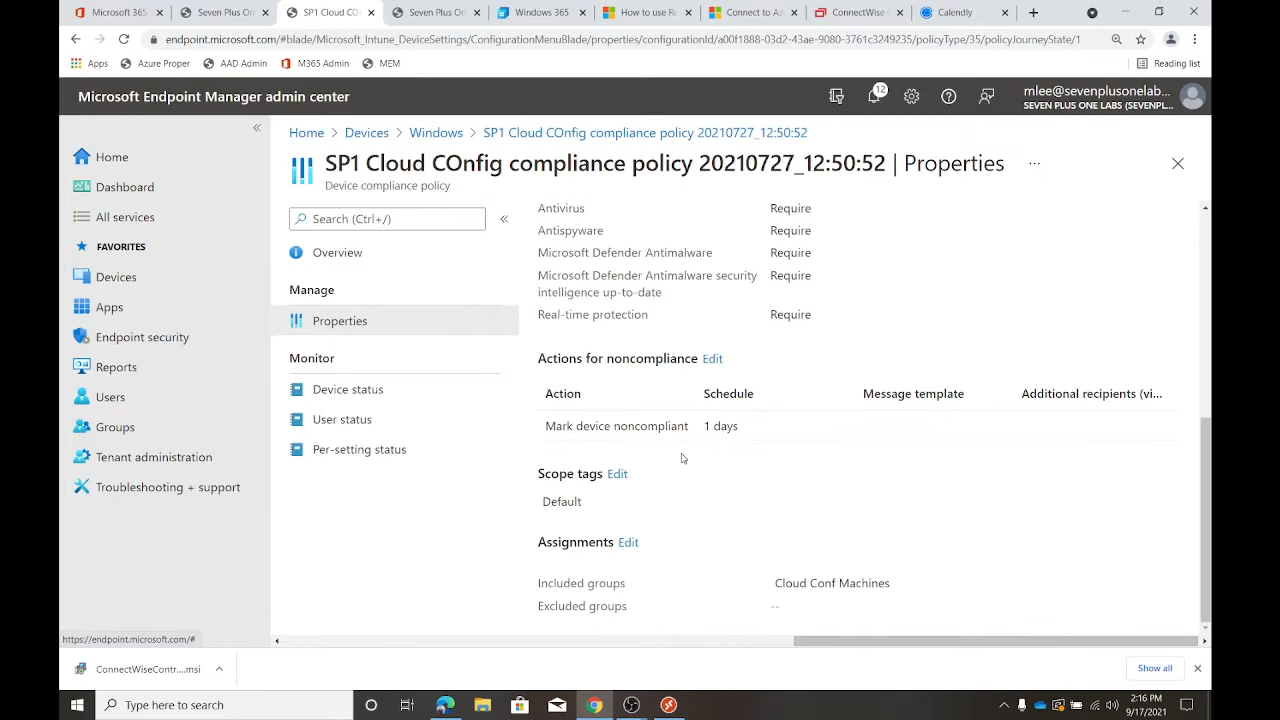 Microsoft 365
Seven Plus On
SP1 Cloud CO
Seven Plus On
Windows 365
How to use R
Connect to A
ConnectWise
Calendly
endpoint.microsoft.com/#blade/Microsoft_Intune_DeviceSettings/ConfigurationMenuBlade/properties/configurationId/a00f1888-03d2-43ae-9080-3761c3249235/policyType/35/policyJourneyState/1
Apps
Azure Proper
AAD Admin
M365 Admin
MEM
Reading list
Microsoft Endpoint Manager admin center
12
mlee@sevenplusonelab...
SEVEN PLUS ONE LABS (SEVENPL...
Home
Dashboard
All services
FAVORITES
Devices
Apps
Endpoint security
Reports
Users
Groups
Tenant administration
Troubleshooting + support
https://endpoint.microsoft.com/#
Home > Devices > Windows > SP1 Cloud COnfig compliance policy 20210727_12:50:52
SP1 Cloud COnfig compliance policy 20210727_12:50:52 | Properties ...
Device compliance policy
Search (Ctrl+/)
Overview
Manage
Properties
Monitor
Device status
User status
Per-setting status
Antivirus Require
Antispyware Require
Microsoft Defender Antimalware Require
Microsoft Defender Antimalware security Require
intelligence up-to-date
Real-time protection Require
Actions for noncompliance Edit
Action Schedule Message template Additional recipients (vi...
Mark device noncompliant 1 days
Scope tags Edit
Default
Assignments Edit
Included groups Cloud Conf Machines
Excluded groups --
ConnectWiseContr....msi
Show all
Type here to search
2:16 PM
9/17/2021